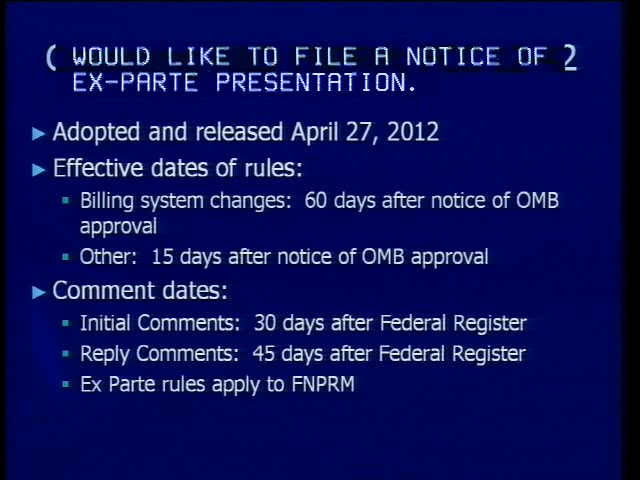 ( WOULD LIKE TO FILE A NOTICE OF 2
EX-PARTE PRESENTATION.
► Adopted and released April 27, 2012
► Effective dates of rules:
▪ Billing system changes: 60 days after notice of OMB
approval
▪ Other: 15 days after notice of OMB approval
► Comment dates:
▪ Initial Comments: 30 days after Federal Register
▪ Reply Comments: 45 days after Federal Register
▪ Ex Parte rules apply to FNPRM